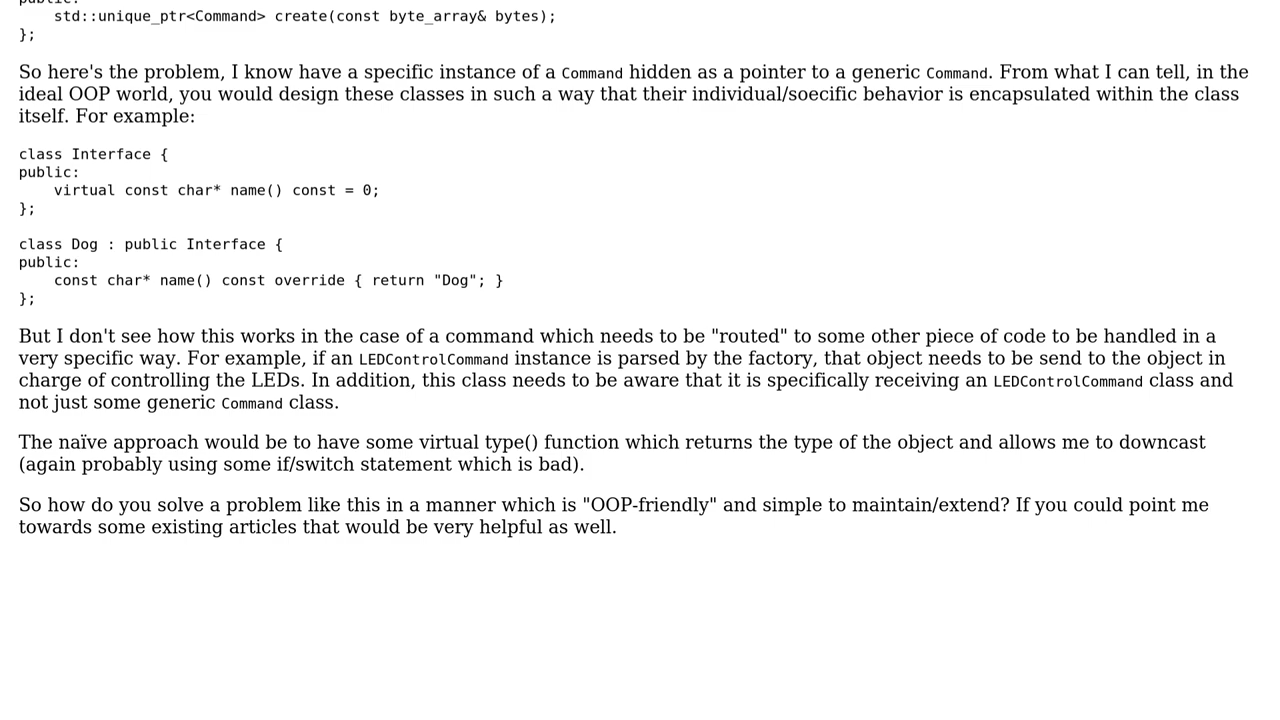 std::unique_ptr<Command> create(const byte_array& bytes);
};
So here's the problem, I know have a specific instance of a Command hidden as a pointer to a generic Command. From what I can tell, in the
ideal OOP world, you would design these classes in such a way that their individual/soecific behavior is encapsulated within the class
itself. For example:
class Interface {
public:
    virtual const char* name() const = 0;
};
class Dog : public Interface {
public:
    const char* name() const override { return "Dog"; }
};
But I don't see how this works in the case of a command which needs to be "routed" to some other piece of code to be handled in a
very specific way. For example, if an LEDControlCommand instance is parsed by the factory, that object needs to be send to the object in
charge of controlling the LEDs. In addition, this class needs to be aware that it is specifically receiving an LEDControlCommand class and
not just some generic Command class.
The naïve approach would be to have some virtual type() function which returns the type of the object and allows me to downcast
(again probably using some if/switch statement which is bad).
So how do you solve a problem like this in a manner which is "OOP-friendly" and simple to maintain/extend? If you could point me
towards some existing articles that would be very helpful as well.